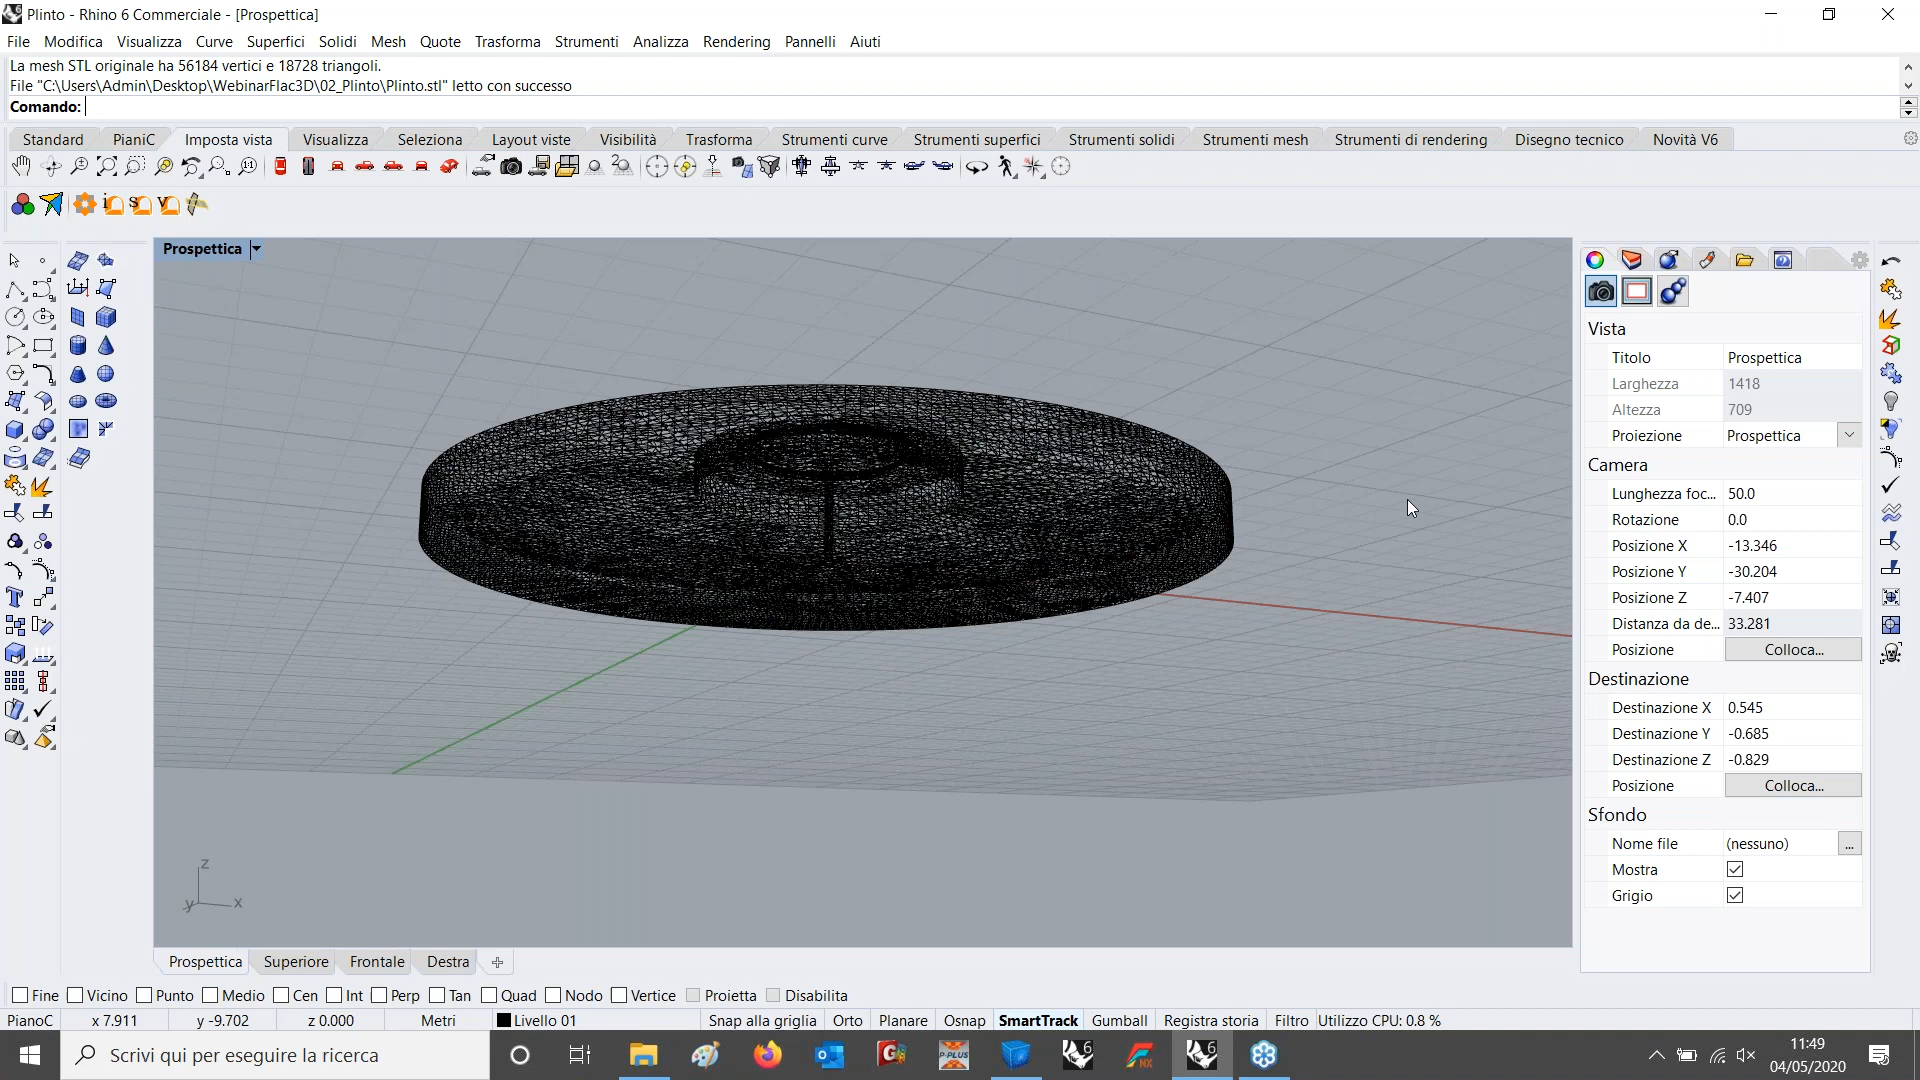 Plinto - Rhino 6 Commerciale - [Prospettica]
File Modifica Visualizza Curve Superfici Solidi Mesh Quote Trasforma Strumenti Analizza Rendering Pannelli Aiuti
La mesh STL originale ha 56184 vertici e 18728 triangoli.
File "C:\Users\Admin\Desktop\WebinarFlac3D\02_Plinto\Plinto.stl" letto con successo
Comando:
Standard PianiC Imposta vista Visualizza Seleziona Layout viste Visibilità Trasforma Strumenti curve Strumenti superfici Strumenti solidi Strumenti mesh Strumenti di rendering Disegno tecnico Novità V6
Prospettica
Vista
Titolo Prospettica
Larghezza 1418
Altezza 709
Proiezione Prospettica
Camera
Lunghezza foc... 50.0
Rotazione 0.0
Posizione X -13.346
Posizione Y -30.204
Posizione Z -7.407
Distanza da de... 33.281
Posizione Colloca...
Destinazione
Destinazione X 0.545
Destinazione Y -0.685
Destinazione Z -0.829
Posizione Colloca...
Sfondo
Nome file (nessuno) ...
Mostra
Grigio
z
y x
Prospettica Superiore Frontale Destra
Fine Vicino Punto Medio Cen Int Perp Tan Quad Nodo Vertice Proietta Disabilita
PianoC x 7.911 y -9.702 z 0.000 Metri Livello 01 Snap alla griglia Orto Planare Osnap SmartTrack Gumball Registra storia Filtro Utilizzo CPU: 0.8 %
Scrivi qui per eseguire la ricerca
P-PLUS
6
NX
6
11:49
04/05/2020